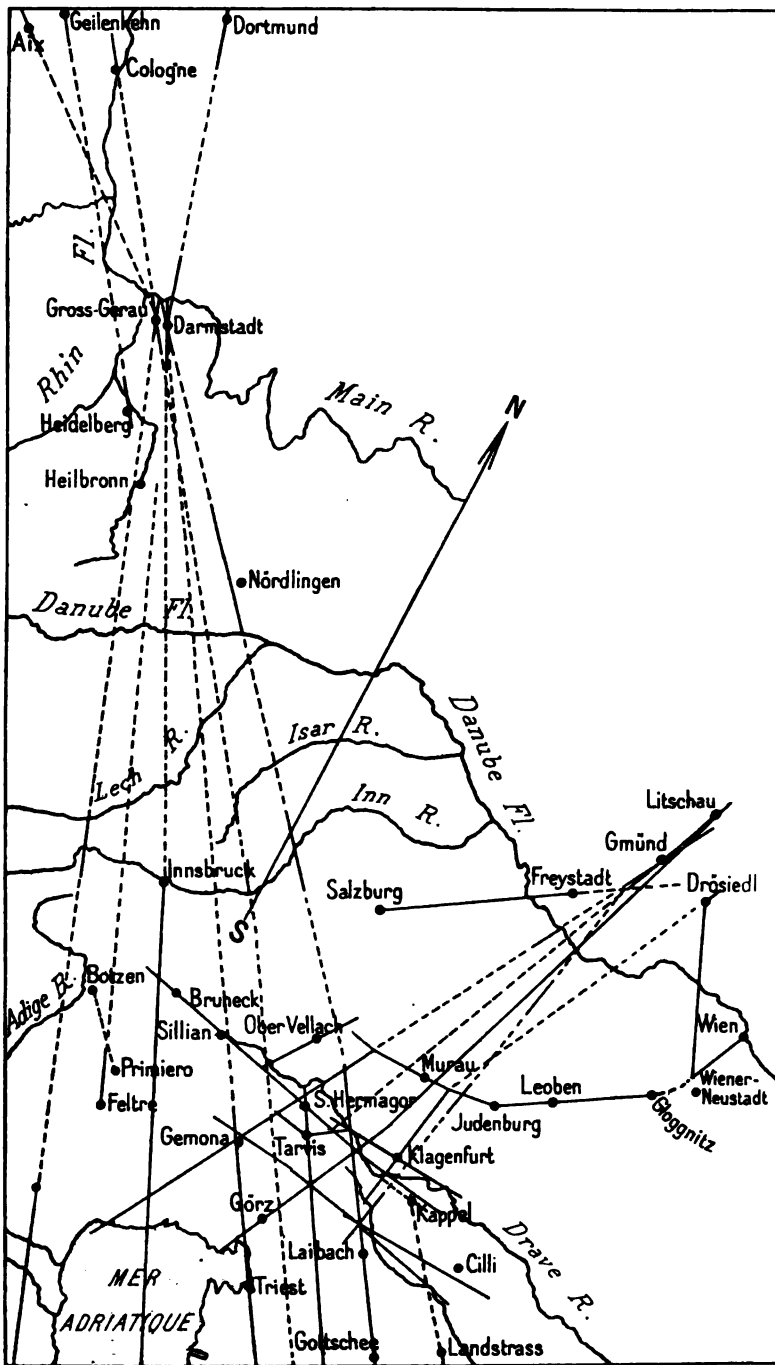 Geilenkehn
Dortmund
Aix
Cologne
Fl.
Gross-Gerau
Darmstadt
Rhin
Main R.
Heidelberg
N
Heilbronn
Nördlingen
Danube Fl.
Danube Fl.
Isar R.
Lech R.
Inn R.
Litschau
Gmünd
Innsbruck
Freystadt
Drösiedl
Salzburg
S
Botzen
Adige
Bruneck
Ober Vellach
Sillian
Wien
Primiero
Murau
Leoben
Wiener-
Neustadt
Feltre
S. Hermagor
Judenburg
Gloggnitz
Gemona
Tarvis
Klagenfurt
Görz
Kappel
Drave R.
Laibach
Cilli
MER
Triest
ADRIATIQUE
Gottschee
Landstrass